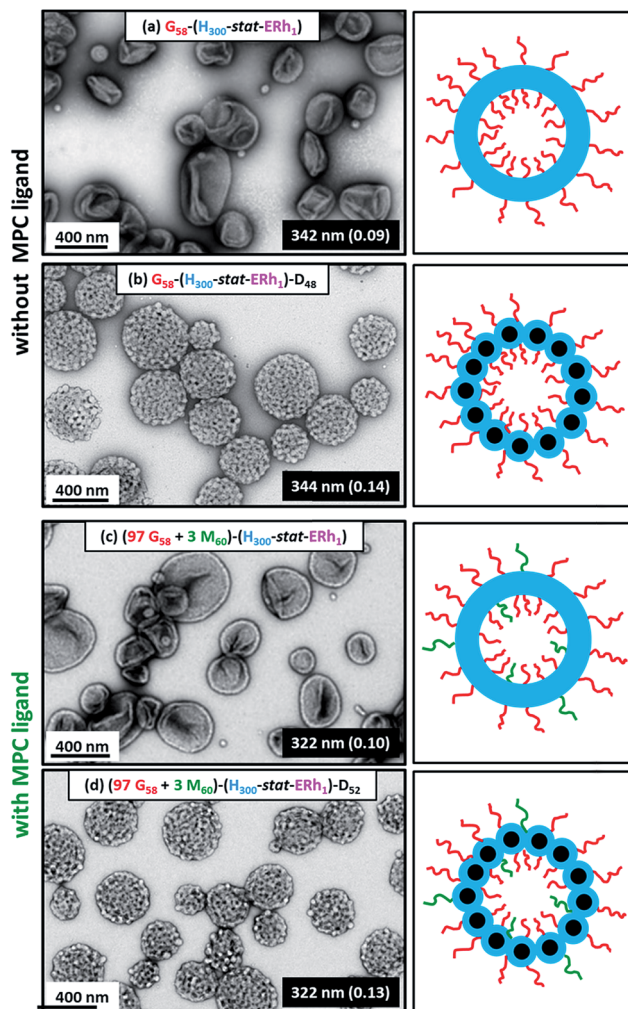 without MPC ligand
(a) G58-(H300-stat-ERh1)
400 nm
342 nm (0.09)
(b) G58-(H300-stat-ERh1)-D48
400 nm
344 nm (0.14)
with MPC ligand
(c) (97 G58 + 3 M60)-(H300-stat-ERh1)
400 nm
322 nm (0.10)
(d) (97 G58 + 3 M60)-(H300-stat-ERh1)-D52
400 nm
322 nm (0.13)